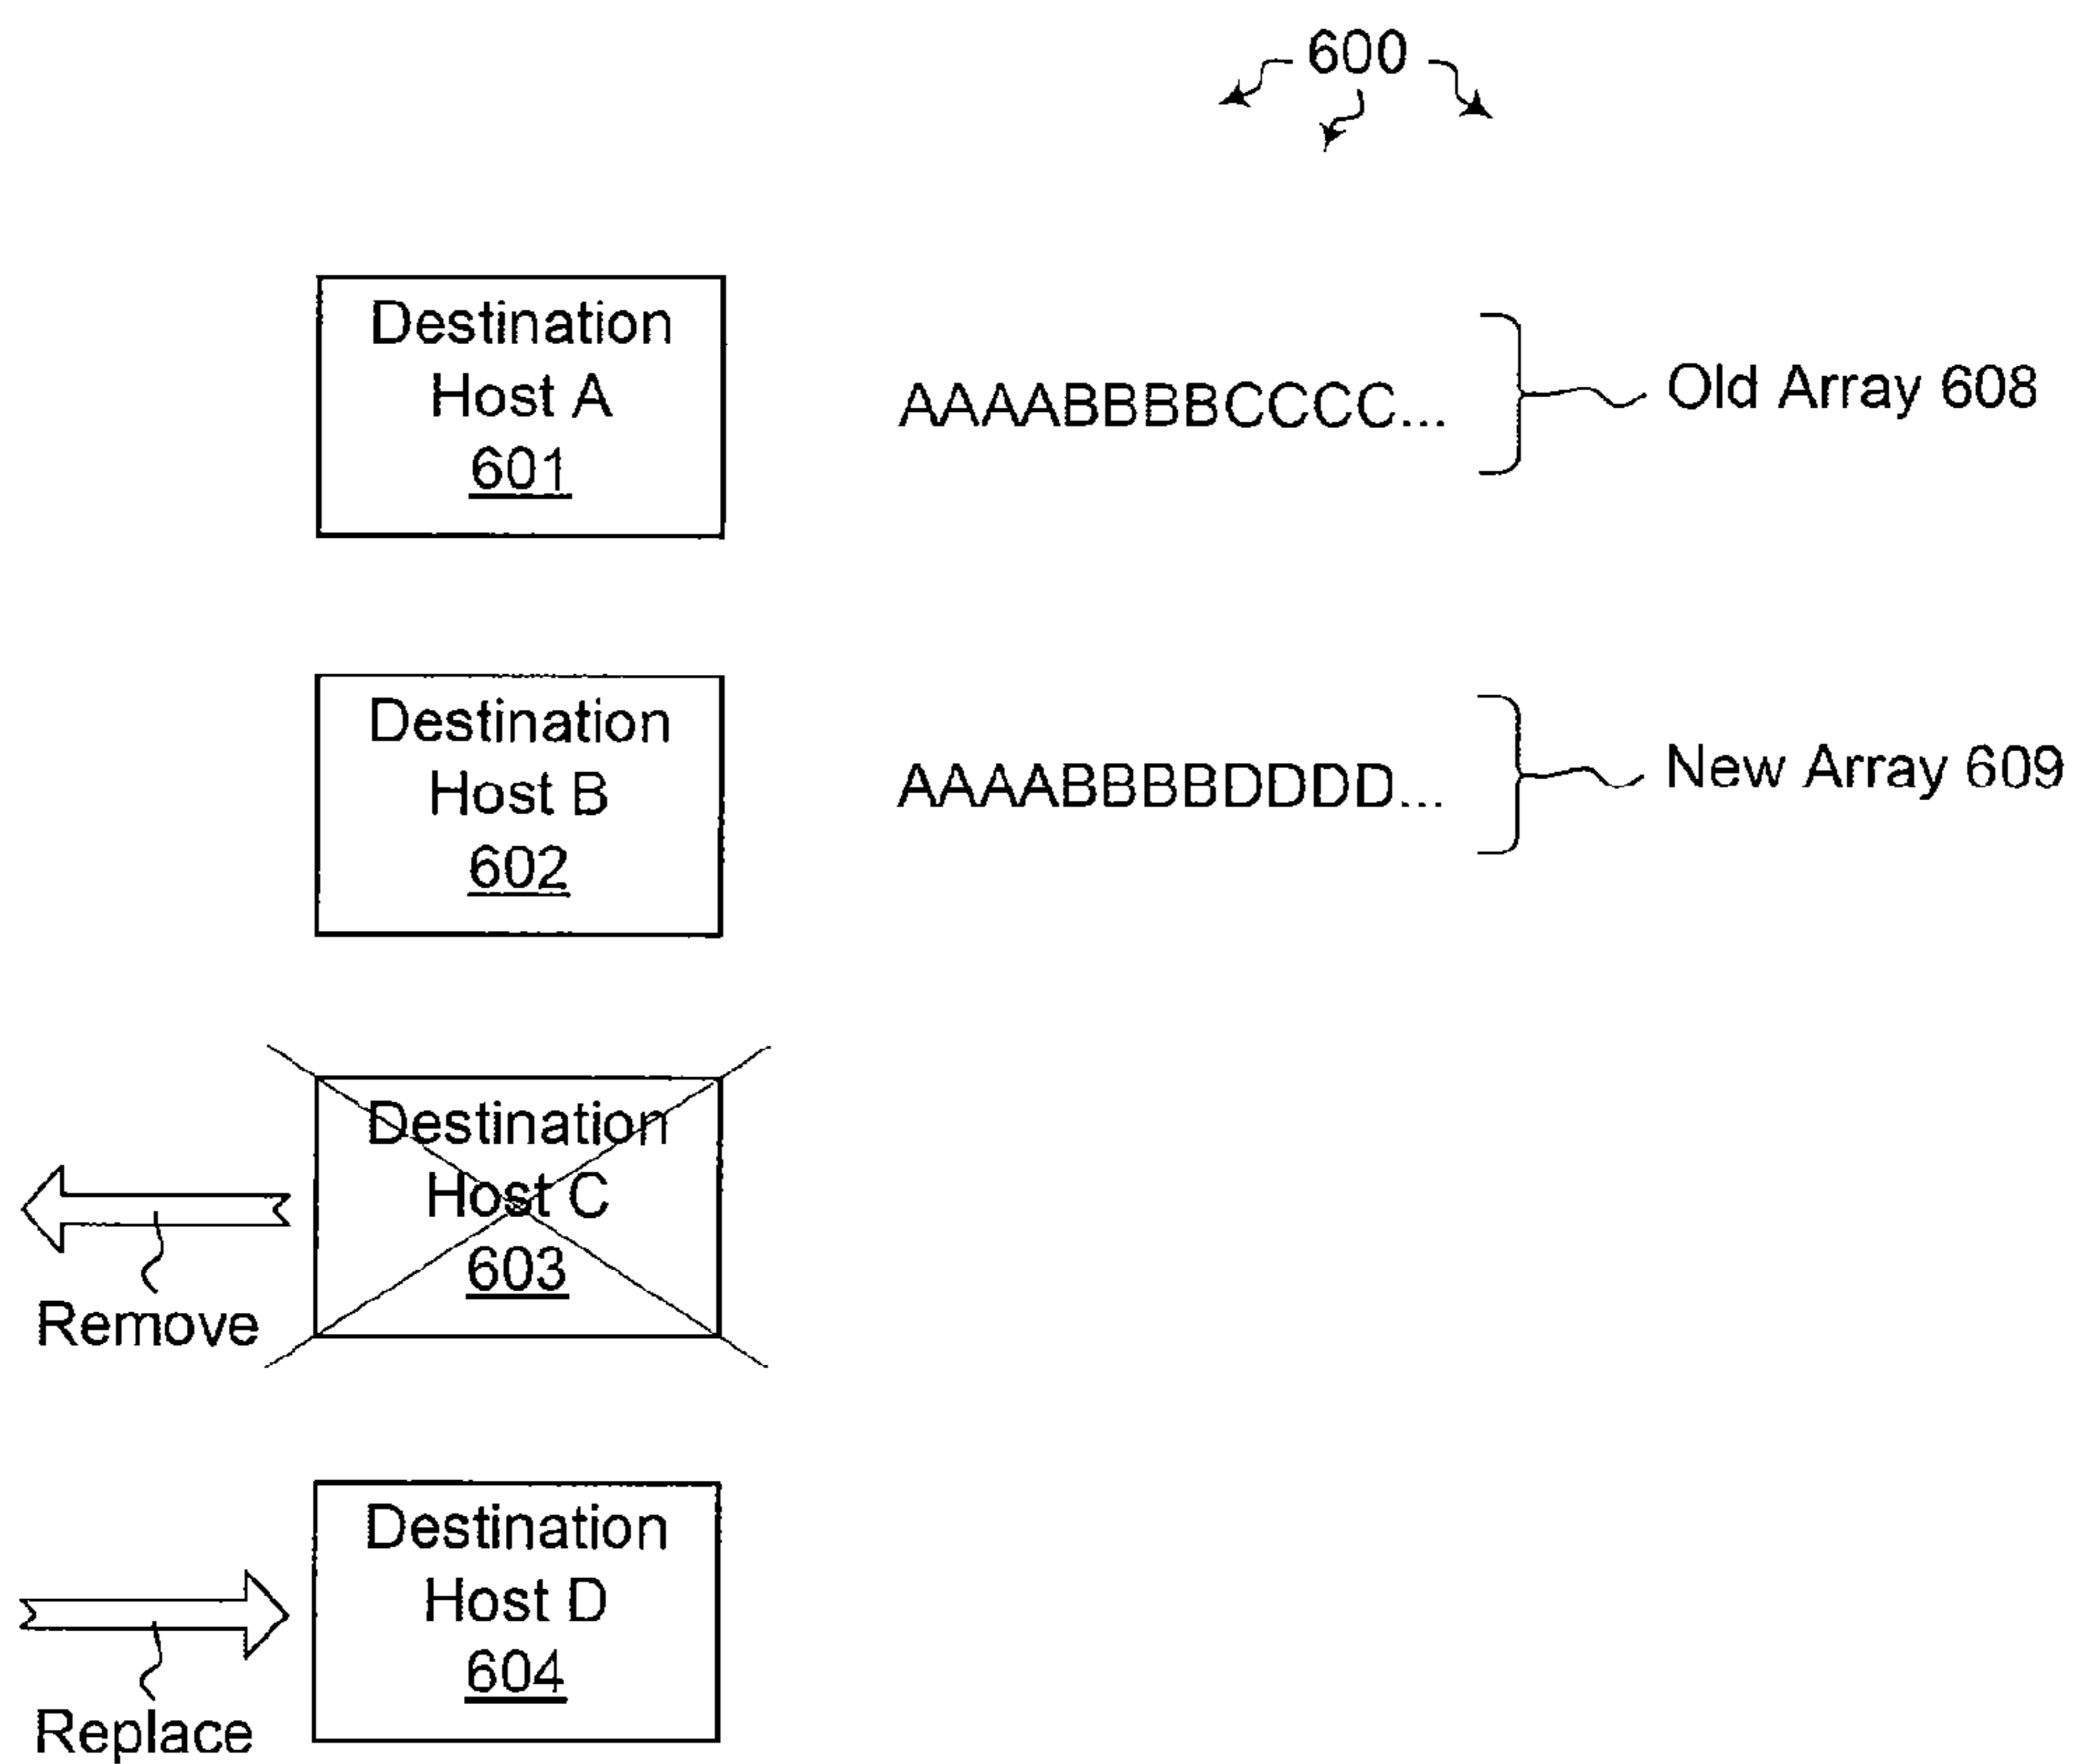 600
Destination
Host A
601
AAAABBBBCCCC...
Old Array 608
Destination
Host B
602
AAAABBBBDDDD...
New Array 609
Destination
Host C
603
Remove
Destination
Host D
604
Replace